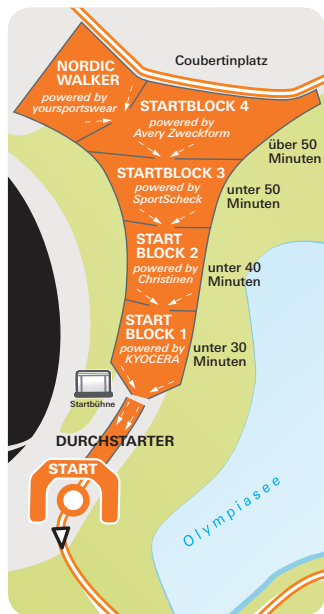 NORDIC
WALKER
powered by
yoursportswear
Coubertinplatz
STARTBLOCK 4
powered by
Avery Zweckform
über 50
Minuten
STARTBLOCK 3
powered by
SportScheck
unter 50
Minuten
START
BLOCK 2
powered by
Christinen
unter 40
Minuten
START
BLOCK 1
powered by
KYOCERA
unter 30
Minuten
Startbühne
DURCHSTARTER
START
Olympiasee